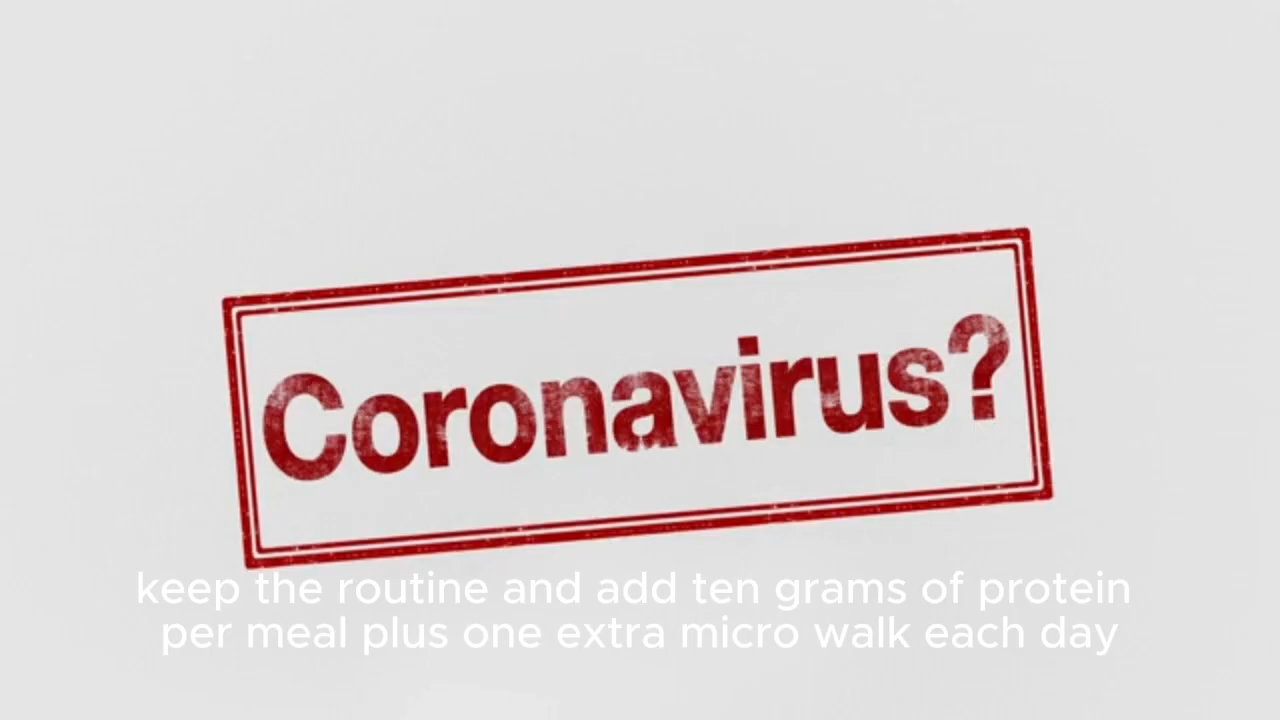 Coronavirus?
keep the routine and add ten grams of protein
per meal plus one extra micro walk each day